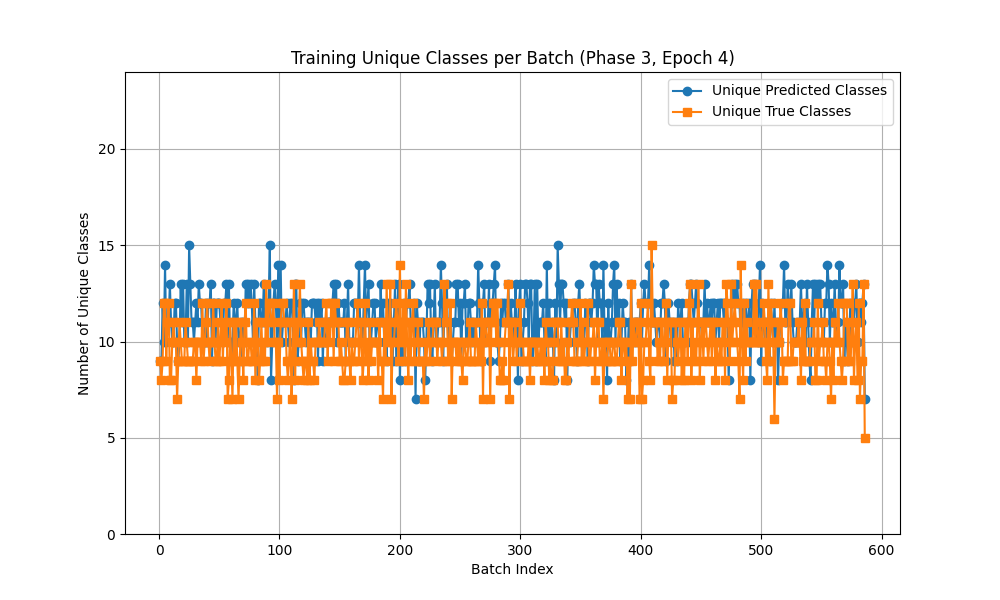 Training Unique Classes per Batch (Phase 3, Epoch 4)
Unique Predicted Classes
Unique True Classes
Number of Unique Classes
20
15
10
5
0
0 100 200 300 400 500 600
Batch Index